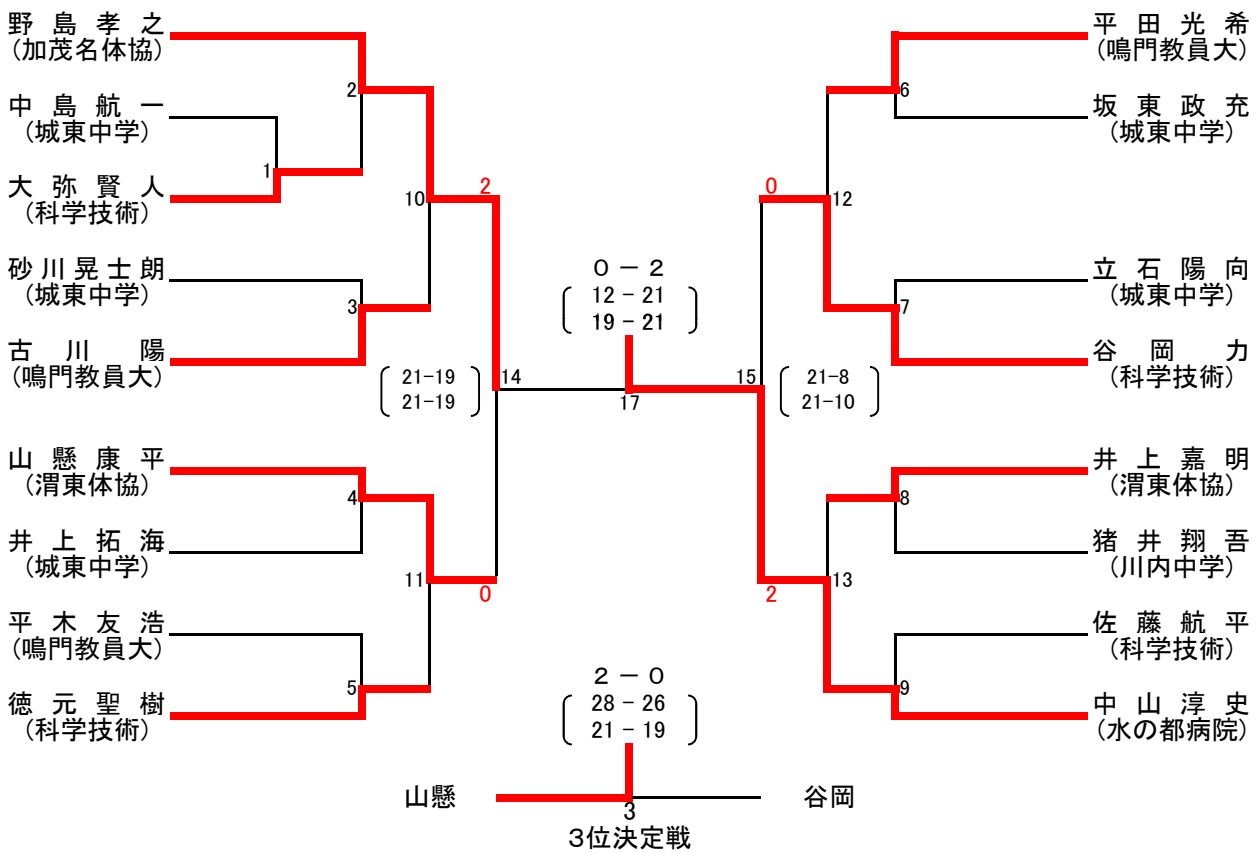 野島孝之
(加茂名体協)
中島航一
(城東中学)
大弥賢人
(科学技術)
砂川晃士朗
(城東中学)
古川陽
(鳴門教員大)
山懸康平
(渭東体協)
井上拓海
(城東中学)
平木友浩
(鳴門教員大)
徳元聖樹
(科学技術)
1
2
3
4
5
10
11
2
0
21-19
21-19
14
0-2
12-21
19-21
17
15
21-8
21-10
0
2
12
13
6
7
8
9
平田光希
(鳴門教員大)
坂東政充
(城東中学)
立石陽向
(城東中学)
谷岡力
(科学技術)
井上嘉明
(渭東体協)
猪井翔吾
(川内中学)
佐藤航平
(科学技術)
中山淳史
(水の都病院)
2-0
28-26
21-19
山懸
谷岡
3
3位決定戦